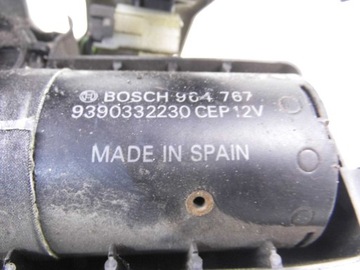 BOSCH 964 767
9390332230 CEP 12V
MADE IN SPAIN